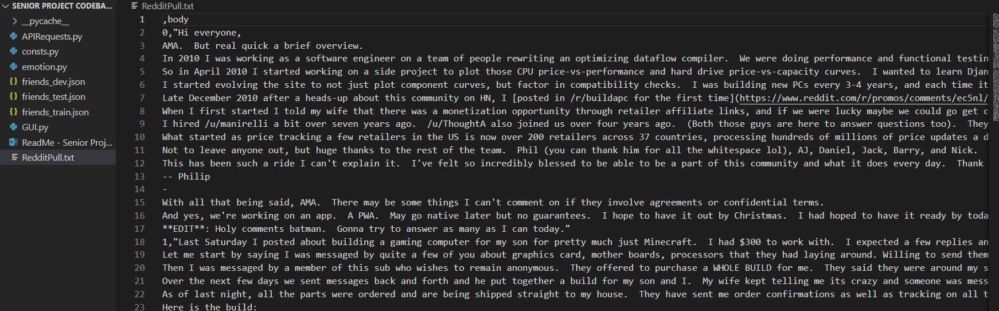 SENIOR PROJECT CODEBA...
__pycache__
APIRequests.py
consts.py
emotion.py
friends_dev.json
friends_test.json
friends_train.json
GUI.py
ReadMe - Senior Proj...
RedditPull.txt
RedditPull.txt
1 ,body
2 0,"Hi everyone,
3 AMA.  But real quick a brief overview.
4 In 2010 I was working as a software engineer on a team of people rewriting an optimizing dataflow compiler.  We were doing performance and functional testin
5 So in April 2010 I started working on a side project to plot those CPU price-vs-performance and hard drive price-vs-capacity curves.  I wanted to learn Djan
6 I started evolving the site to not just plot component curves, but factor in compatibility checks.  I was building new PCs every 3-4 years, and each time it
7 Late December 2010 after a heads-up about this community on HN, I [posted in /r/buildapc for the first time](https://www.reddit.com/r/promos/comments/ec5nl/
8 When I first started I told my wife that there was a monetization opportunity through retailer affiliate links, and if we were lucky maybe we could go get c
9 I hired /u/manirelli a bit over seven years ago.  /u/ThoughtA also joined us over four years ago.  (Both those guys are here to answer questions too).  They
10 What started as price tracking a few retailers in the US is now over 200 retailers across 37 countries, processing hundreds of millions of price updates a d
11 Not to leave anyone out, but huge thanks to the rest of the team.  Phil (you can thank him for all the whitespace lol), AJ, Daniel, Jack, Barry, and Nick.
12 This has been such a ride I can't explain it.  I've felt so incredibly blessed to be able to be a part of this community and what it does every day.  Thank
13 -- Philip
14 -
15 With all that being said, AMA.  There may be some things I can't comment on if they involve agreements or confidential terms.
16 And yes, we're working on an app.  A PWA.  May go native later but no guarantees.  I hope to have it out by Christmas.  I had hoped to have it ready by toda
17 **EDIT**: Holy comments batman.  Gonna try to answer as many as I can today."
18 1,"Last Saturday I posted about building a gaming computer for my son for pretty much just Minecraft.  I had $300 to work with.  I expected a few replies an
19 Let me start by saying I was messaged by quite a few of you about graphics card, mother boards, processors that they had laying around. Willing to send them
20 Then I was messaged by a member of this sub who wishes to remain anonymous.  They offered to purchase a WHOLE BUILD for me.  They said they were around my s
21 Over the next few days we sent messages back and forth and he put together a build for my son and I.  My wife kept telling me its crazy and someone was mess
22 As of last night, all the parts were ordered and are being shipped straight to my house.  They have sent me order confirmations as well as tracking on all t
23 Here is the build: